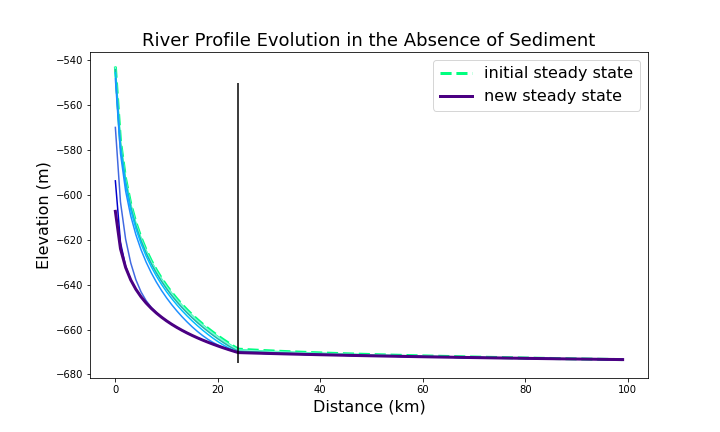 River Profile Evolution in the Absence of Sediment
initial steady state
new steady state
Elevation (m)
−540
−560
−580
−600
−620
−640
−660
−680
0
20
40
60
80
100
Distance (km)